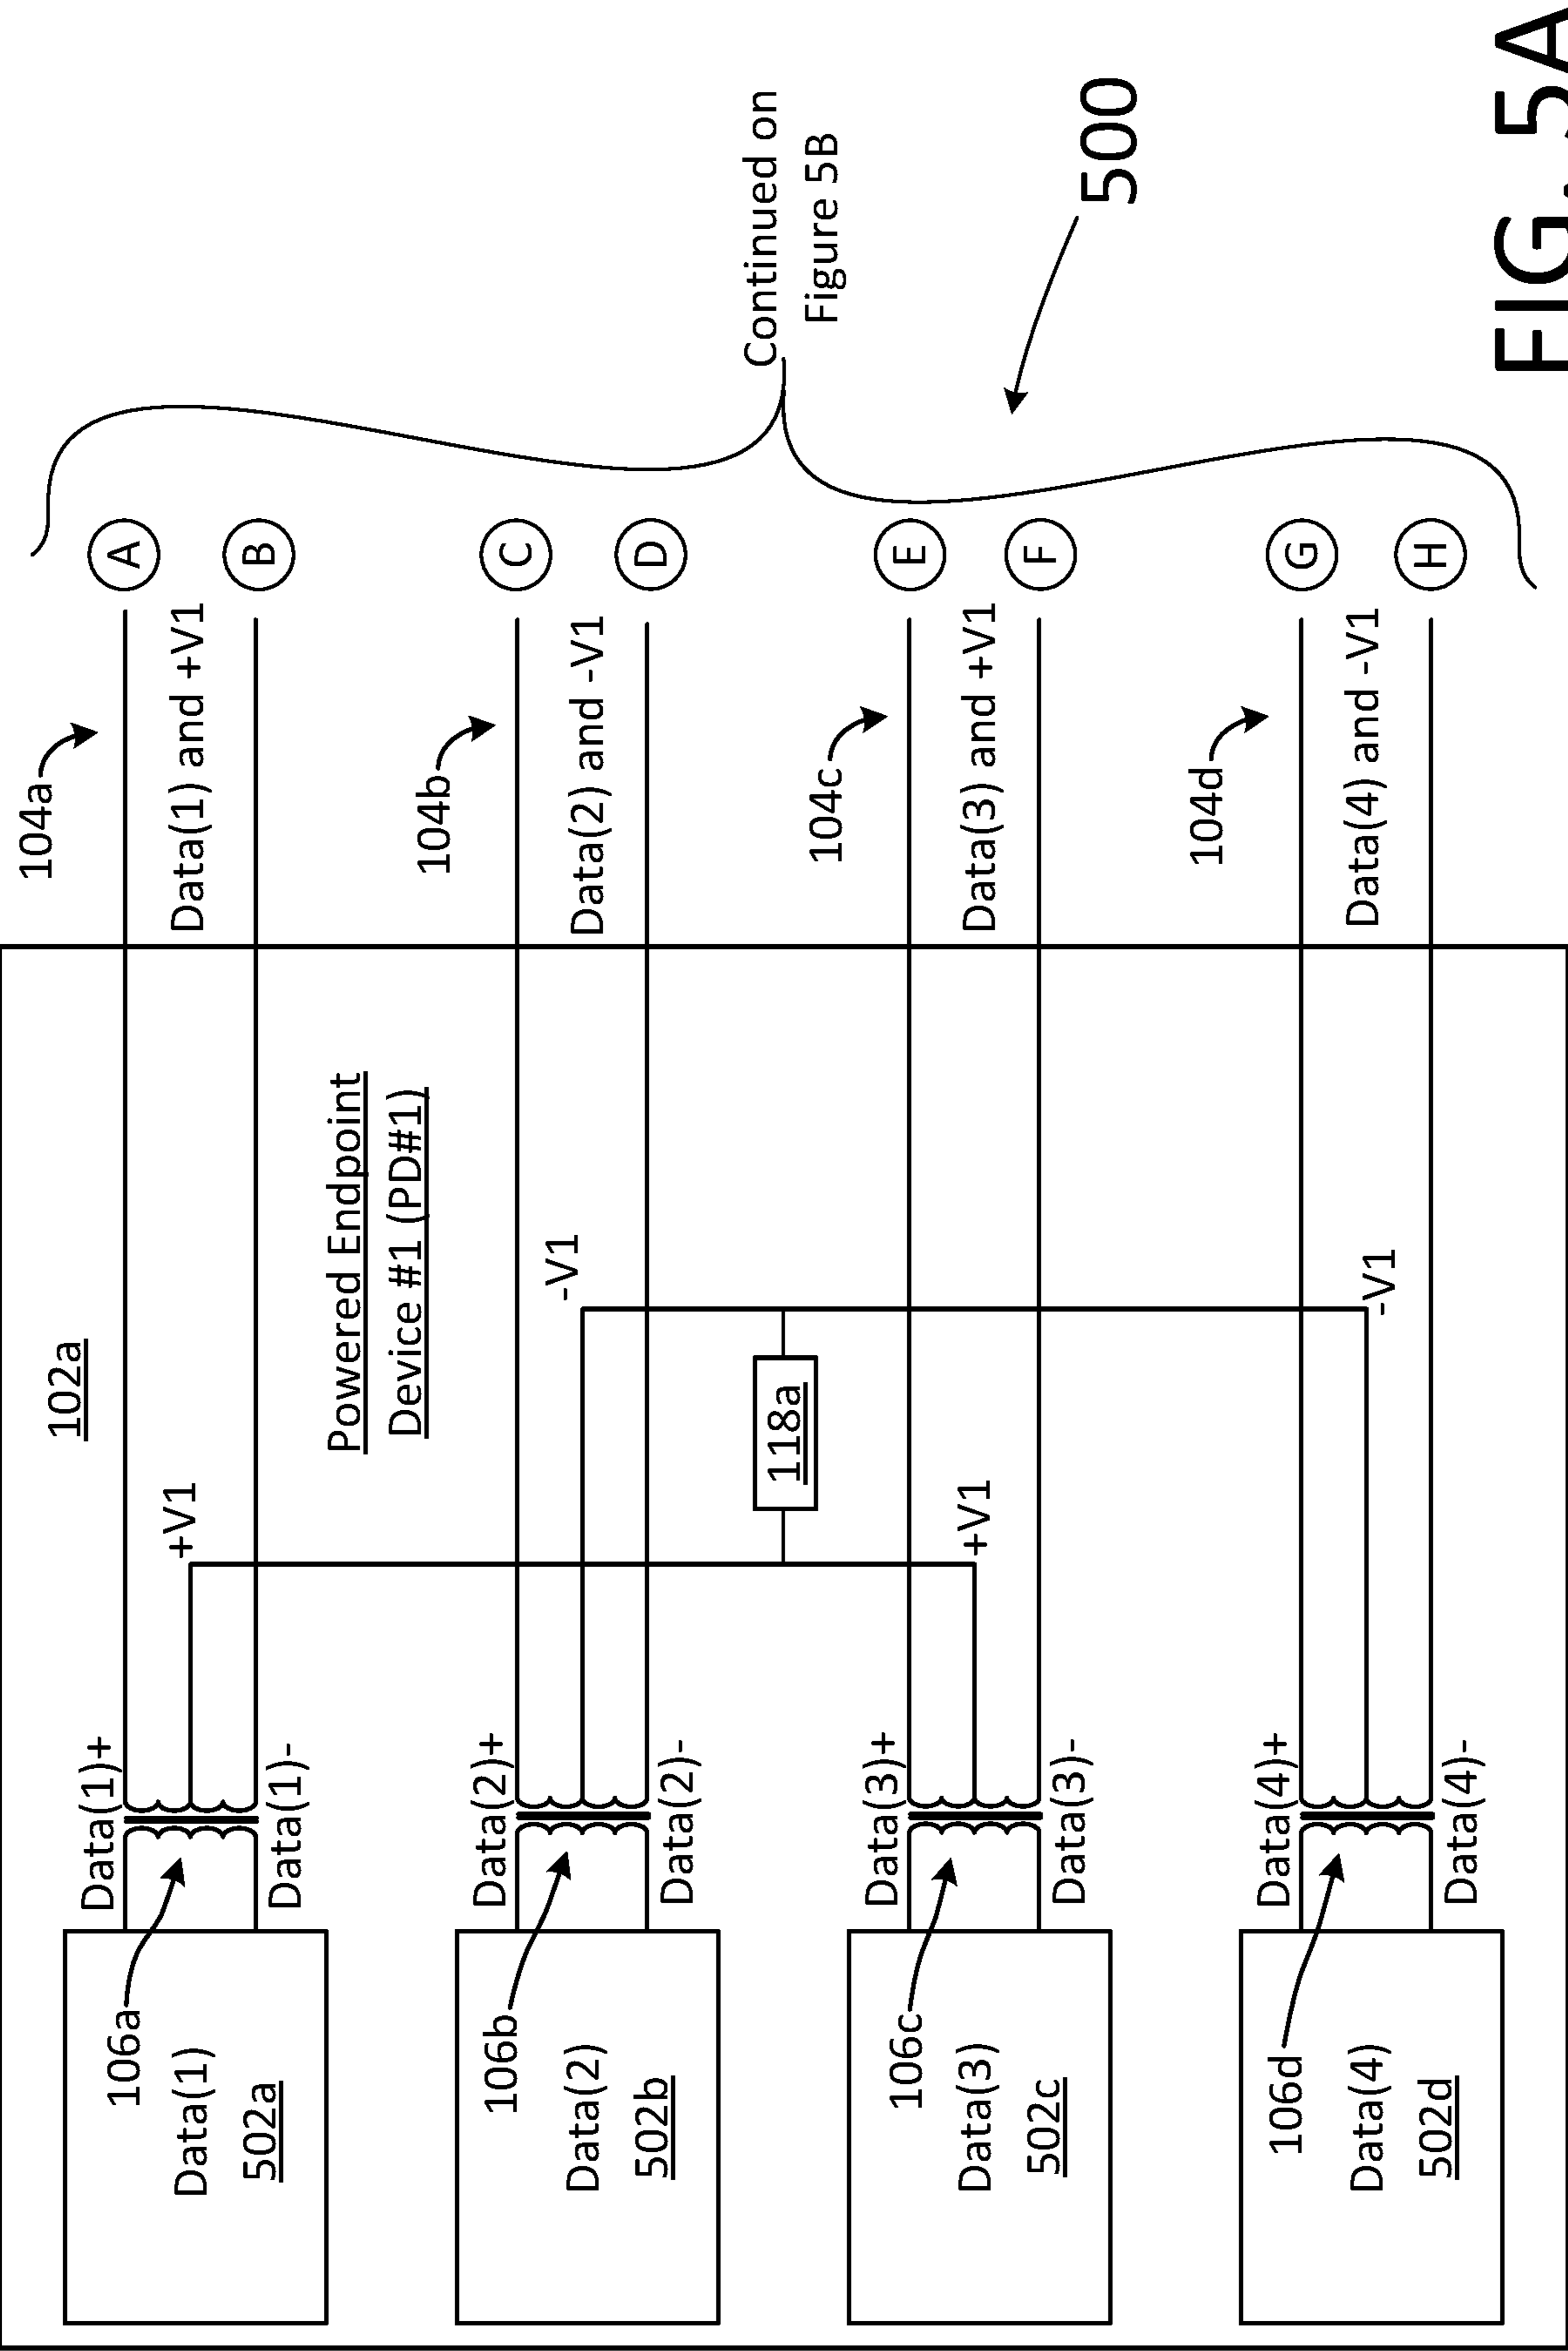 102a
Powered Endpoint
Device #1 (PD#1)
106a
Data(1)
502a
Data(1)+
Data(1)-
+V1
104a
Data(1) and +V1
A
B
106b
Data(2)
502b
Data(2)+
Data(2)-
-V1
104b
Data(2) and -V1
C
D
118a
Continued on
Figure 5B
106c
Data(3)
502c
Data(3)+
Data(3)-
+V1
104c
Data(3) and +V1
E
F
500
106d
Data(4)
502d
Data(4)+
Data(4)-
-V1
104d
Data(4) and -V1
G
H
FIG. 5A